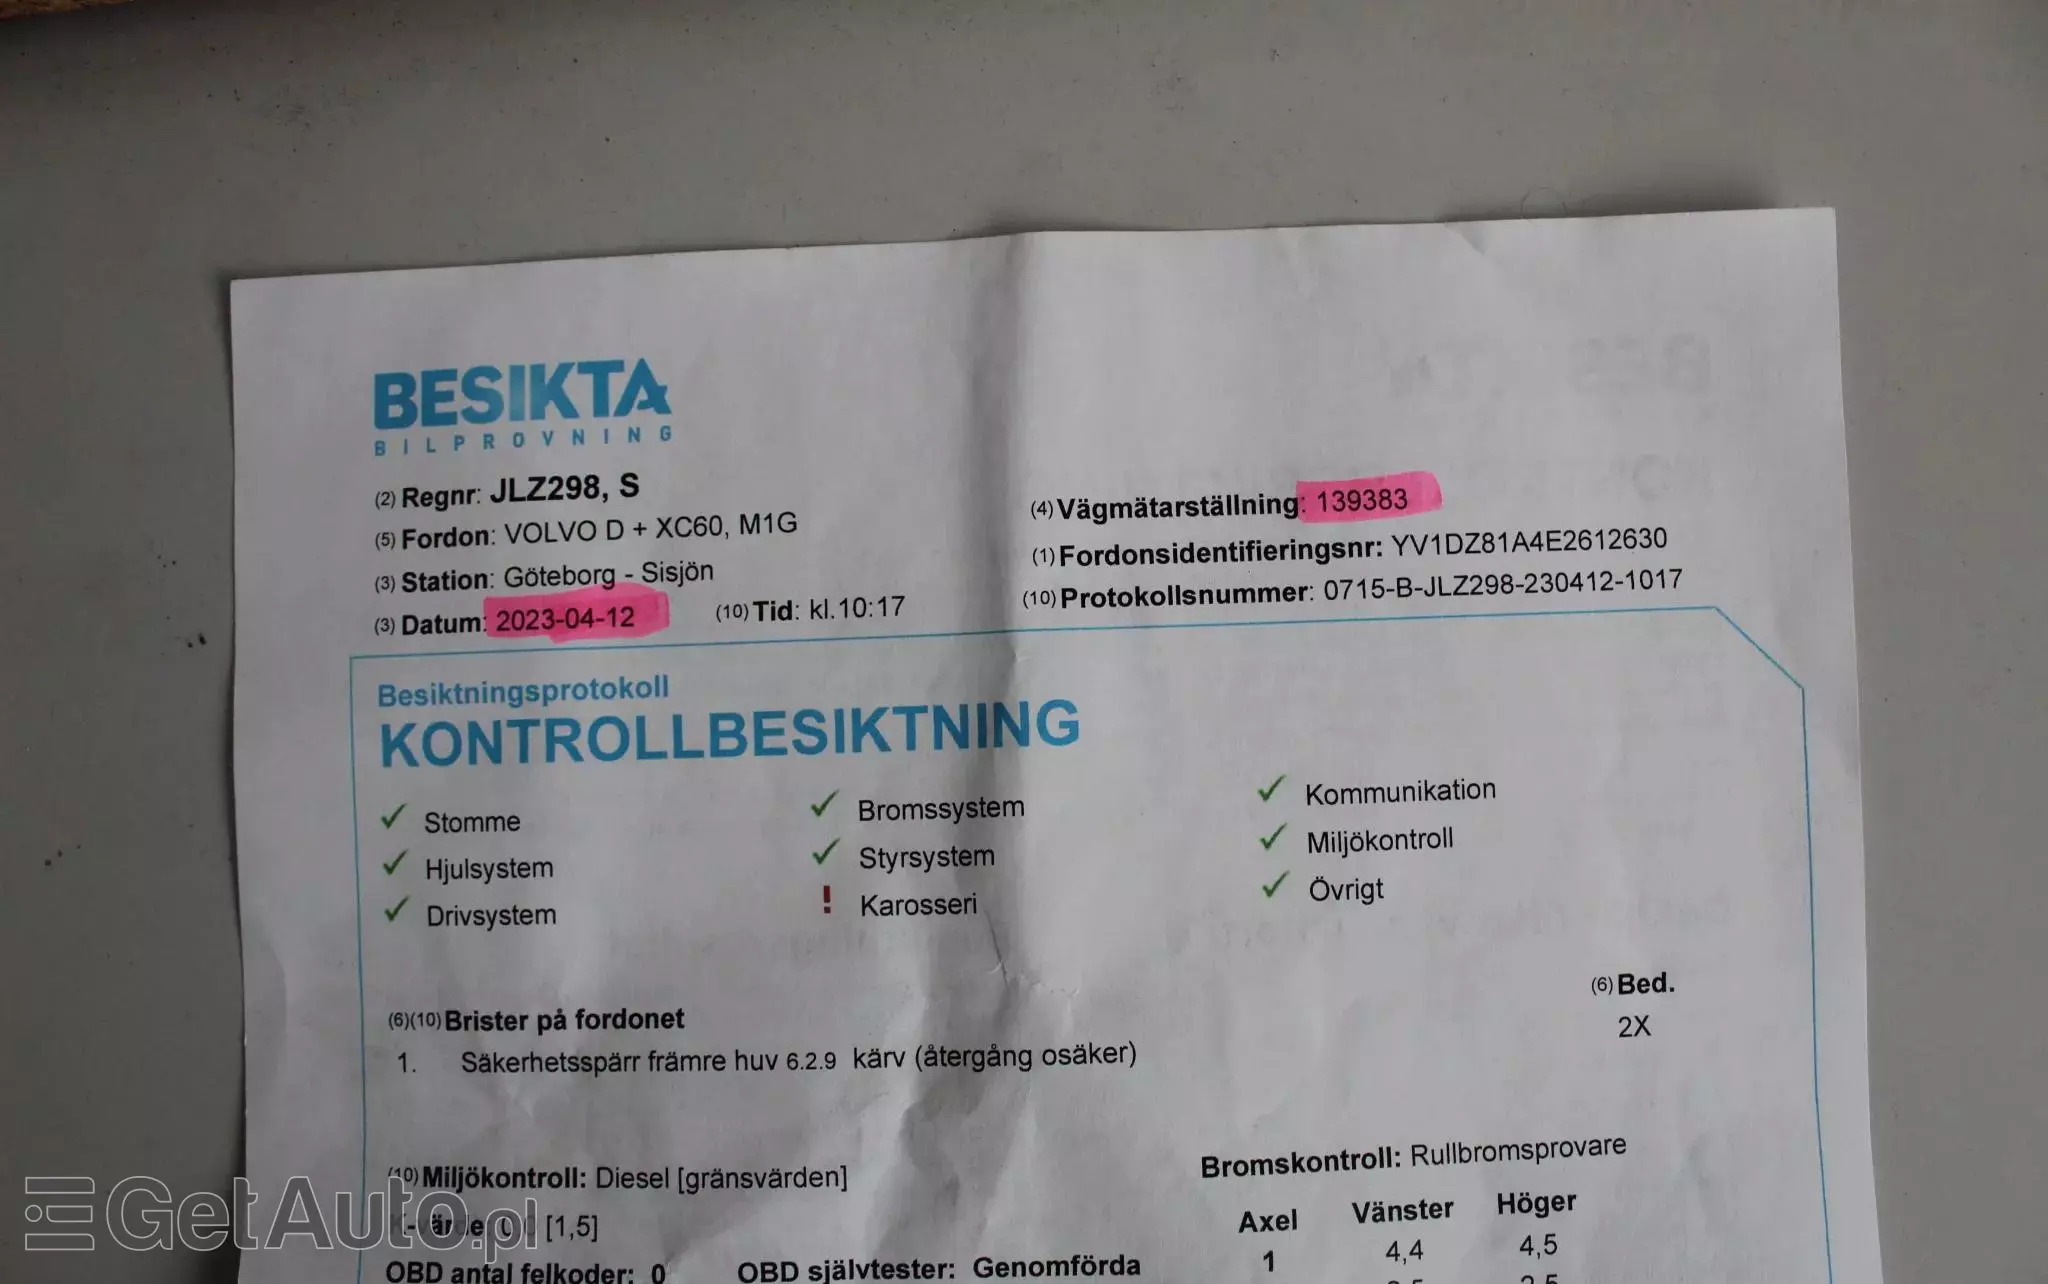 BESIKTA
BILPROVNING
(2) Regnr: JLZ298, S
(5) Fordon: VOLVO D + XC60, M1G
(3) Station: Göteborg - Sisjön
(3) Datum: 2023-04-12 (10) Tid: kl.10:17
(4) Vägmätarställning: 139383
(1) Fordonsidentifieringsnr: YV1DZ81A4E2612630
(10) Protokollsnummer: 0715-B-JLZ298-230412-1017
Besiktningsprotokoll
KONTROLLBESIKTNING
✓ Stomme
✓ Hjulsystem
✓ Drivsystem
✓ Bromssystem
✓ Styrsystem
! Karosseri
✓ Kommunikation
✓ Miljökontroll
✓ Övrigt
(6)(10) Brister på fordonet
(6) Bed.
1. Säkerhetsspärr främre huv 6.2.9 kärv (återgång osäker)
2X
(10) Miljökontroll: Diesel [gränsvärden]
[1,5]
OBD antal felkoder: 0 OBD självtester: Genomförda
Bromskontroll: Rullbromsprovare
Axel Vänster Höger
1 4,4 4,5
GetAuto.pl